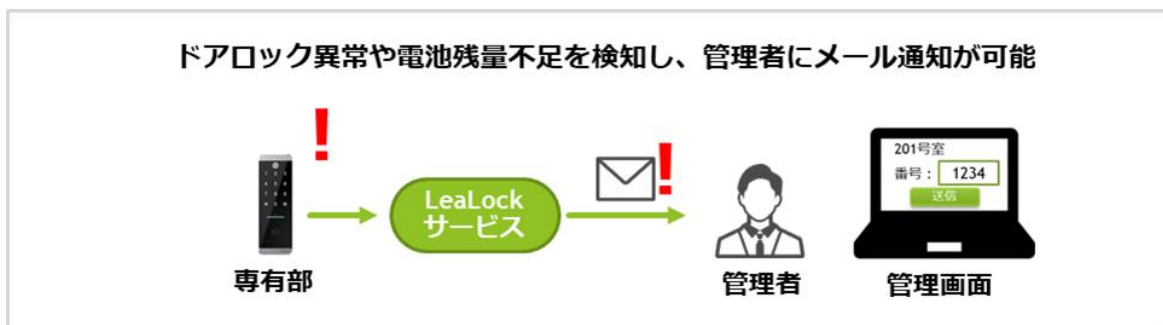 ドアロック異常や電池残量不足を検知し、管理者にメール通知が可能
!
!
LeaLock
サービス
201号室
番号： 1234
送信
専有部
管理者
管理画面